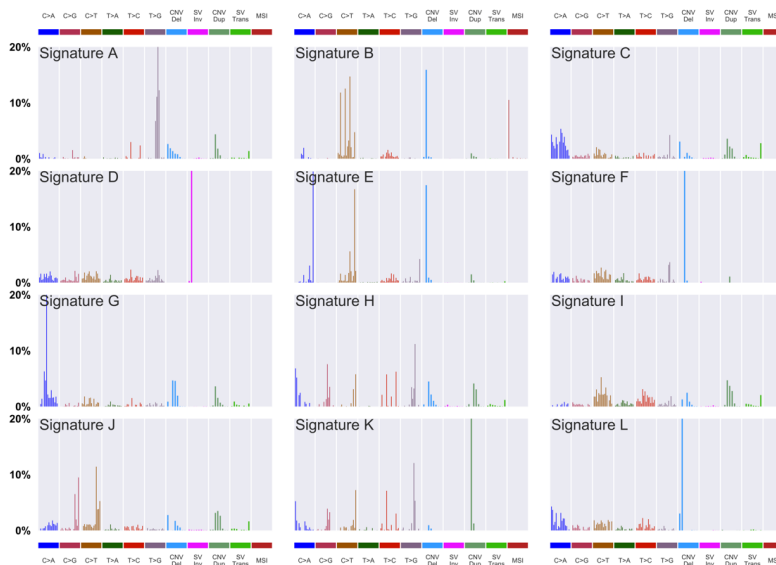 C>A C>G C>T T>A T>C T>G CNV Del SV Inv CNV Dup SV Trans MSI C>A C>G C>T T>A T>C T>G CNV Del SV Inv CNV Dup SV Trans MSI C>A C>G C>T T>A T>C T>G CNV Del SV Inv CNV Dup SV Trans MSI
20% Signature A Signature B Signature C
10%
0%
20% Signature D Signature E Signature F
10%
0%
20% Signature G Signature H Signature I
10%
0%
20% Signature J Signature K Signature L
10%
0%
C>A C>G C>T T>A T>C T>G CNV Del SV Inv CNV Dup SV Trans MSI C>A C>G C>T T>A T>C T>G CNV Del SV Inv CNV Dup SV Trans MSI C>A C>G C>T T>A T>C T>G CNV Del SV Inv CNV Dup SV Trans MSI